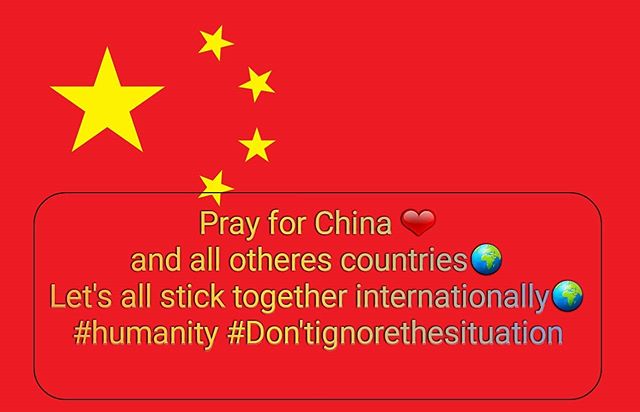 Pray for China ❤️
and all otheres countries🌍
Let's all stick together internationally🌍
#humanity #Don'tignorethesituation